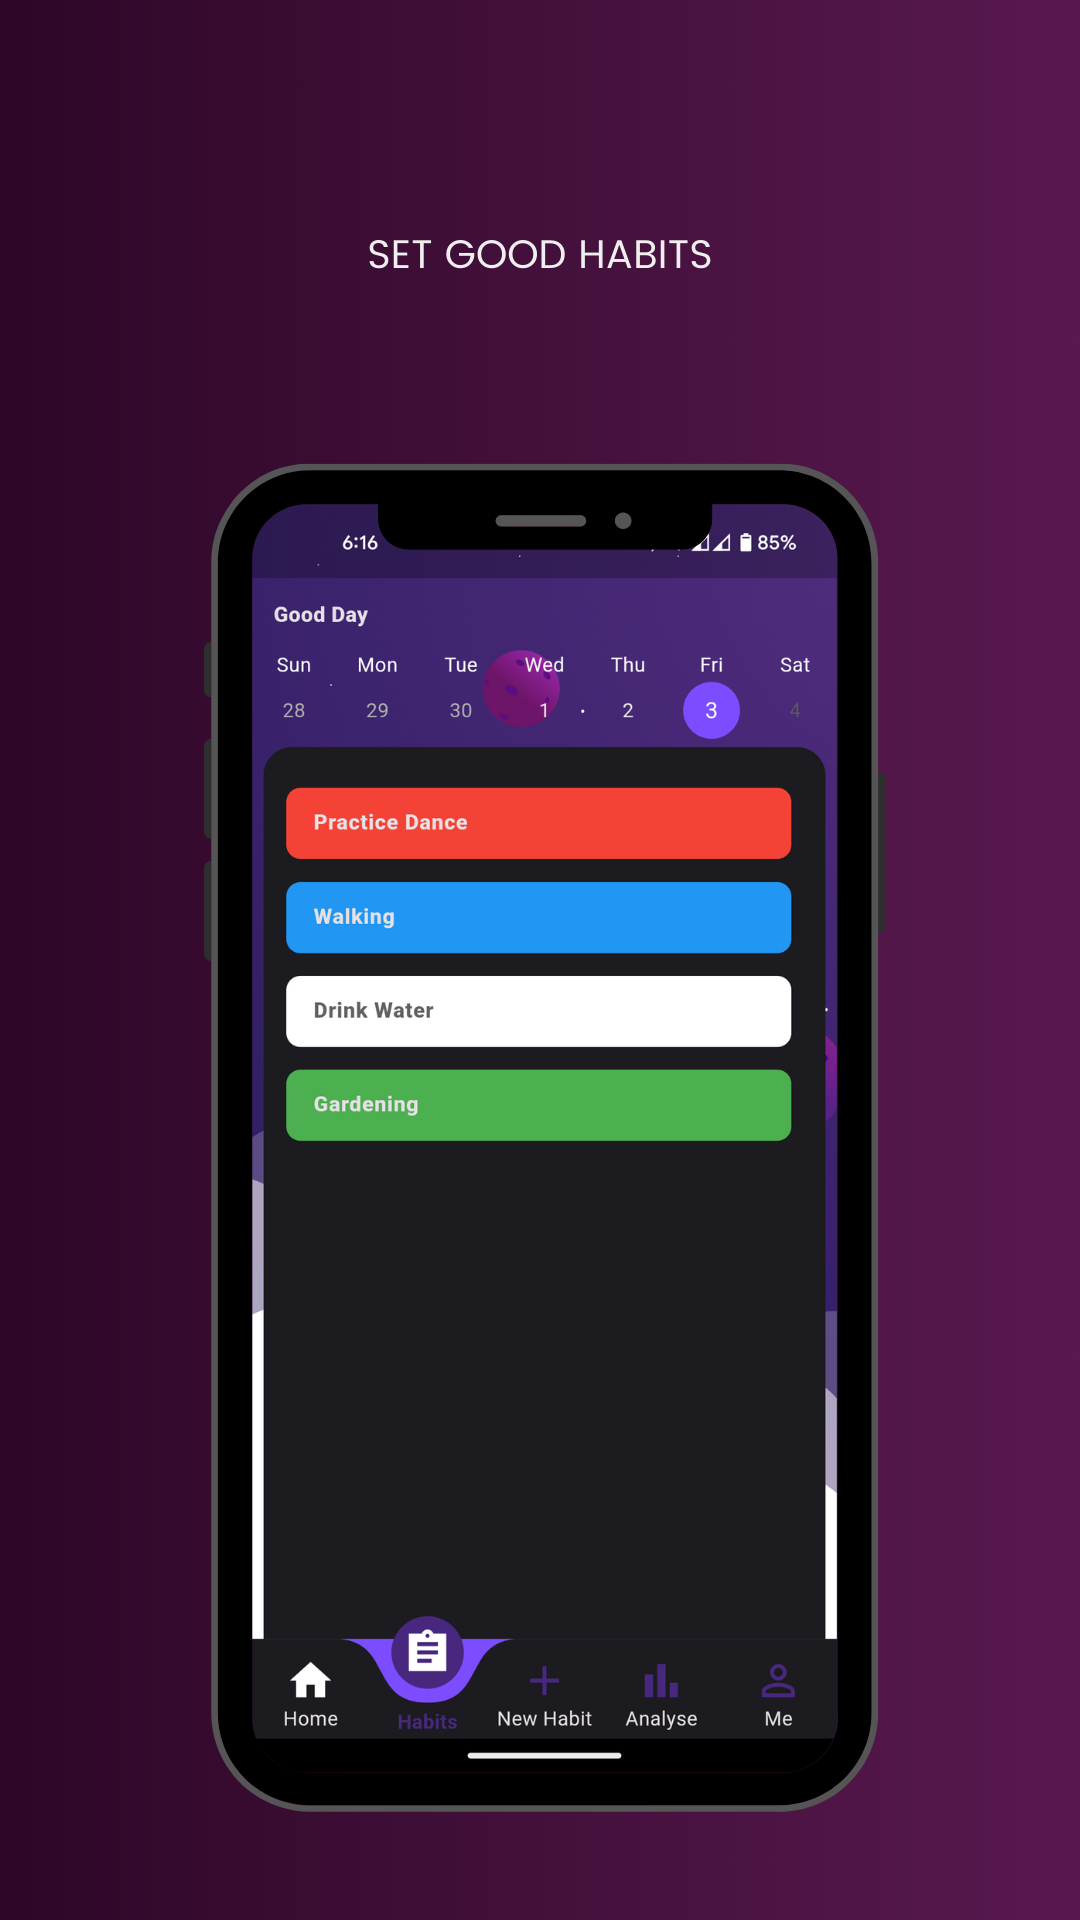 SET GOOD HABITS
6:16 85%
Good Day
Sun Mon Tue Wed Thu Fri Sat
28 29 30 1 2 3 4
Practice Dance
Walking
Drink Water
Gardening
Home Habits New Habit Analyse Me